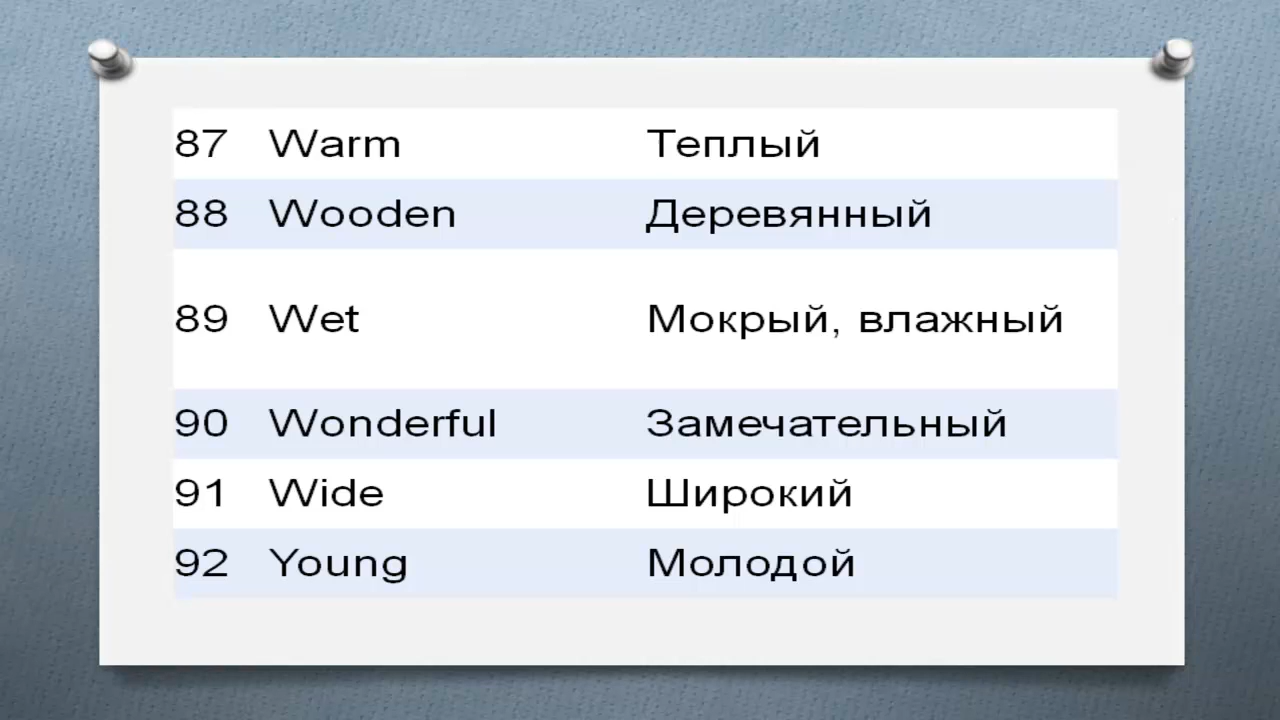 87 Warm Теплый
88 Wooden Деревянный
89 Wet Мокрый, влажный
90 Wonderful Замечательный
91 Wide Широкий
92 Young Молодой